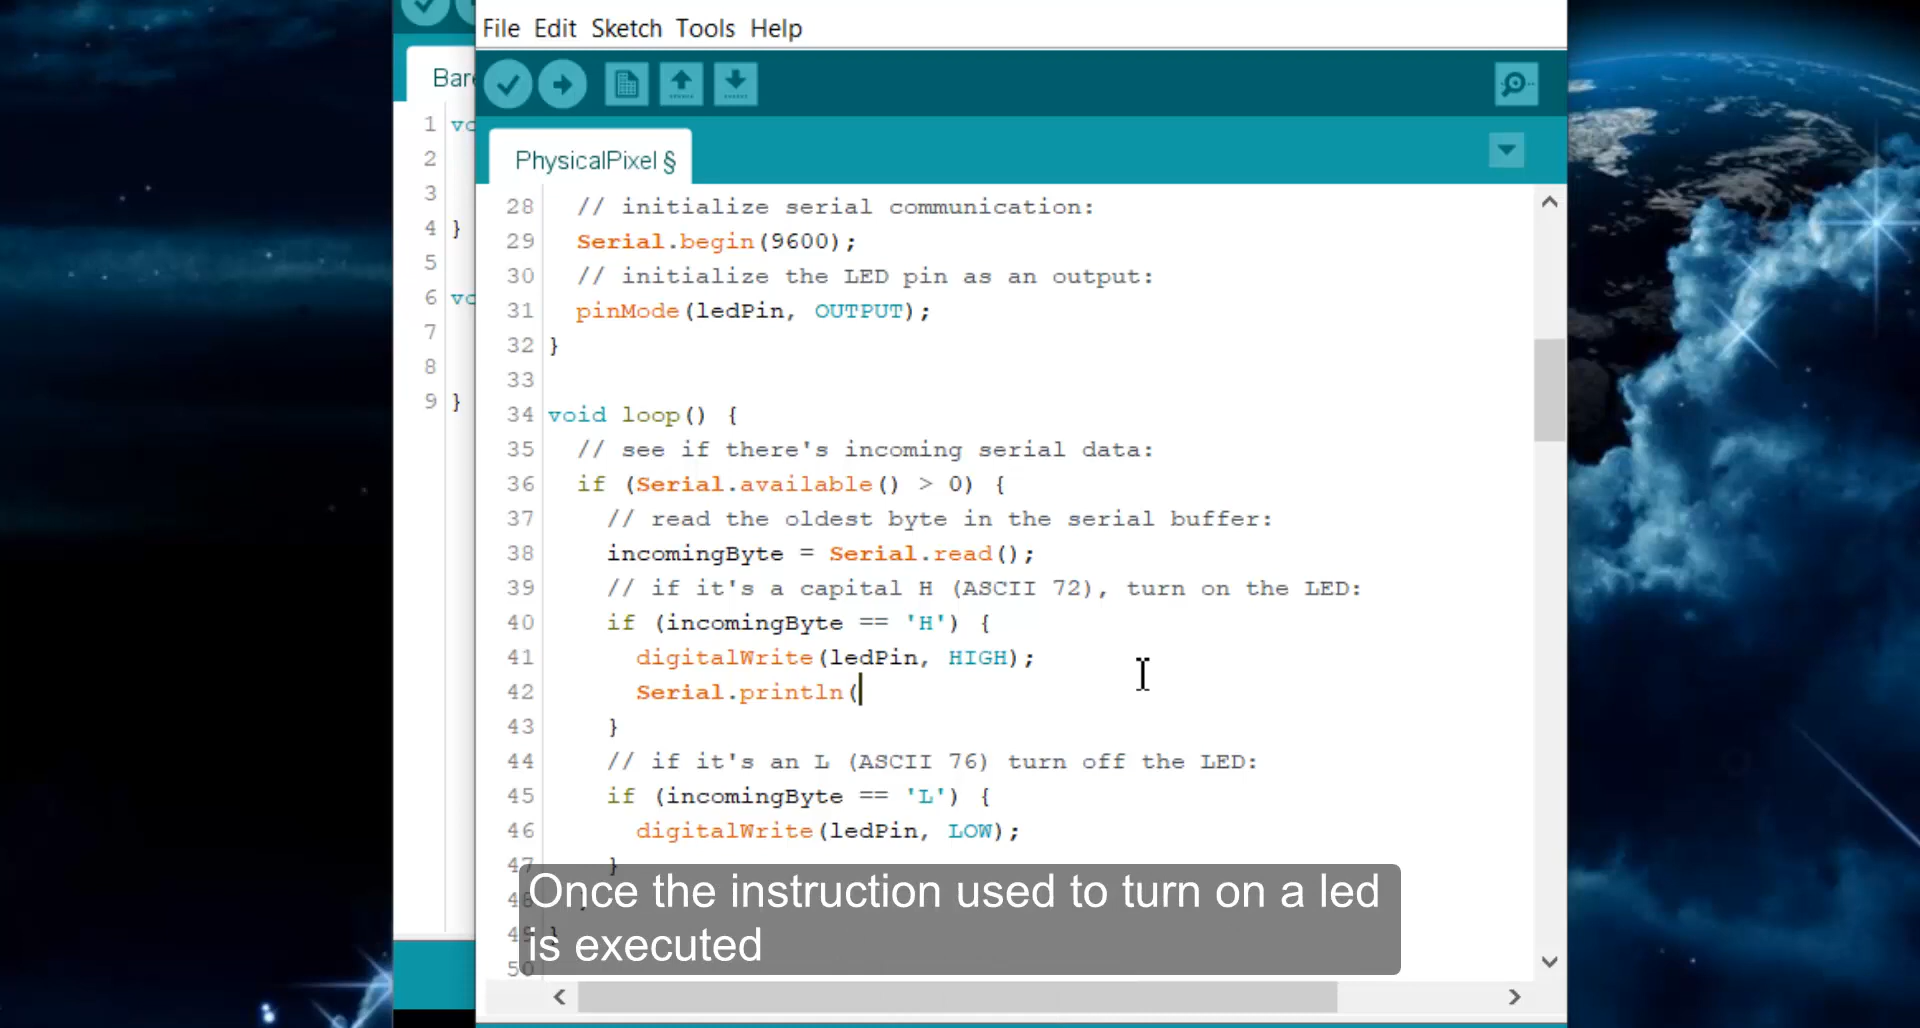 File Edit Sketch Tools Help
Bare
PhysicalPixel §
1 vo
2
3
4 }
5
6 vo
7
8
9 }
28 // initialize serial communication:
29 Serial.begin(9600);
30 // initialize the LED pin as an output:
31 pinMode(ledPin, OUTPUT);
32 }
33
34 void loop() {
35 // see if there's incoming serial data:
36 if (Serial.available() > 0) {
37 // read the oldest byte in the serial buffer:
38 incomingByte = Serial.read();
39 // if it's a capital H (ASCII 72), turn on the LED:
40 if (incomingByte == 'H') {
41 digitalWrite(ledPin, HIGH);
42 Serial.println(
43 }
44 // if it's an L (ASCII 76) turn off the LED:
45 if (incomingByte == 'L') {
46 digitalWrite(ledPin, LOW);
47 }
Once the instruction used to turn on a led
is executed
50